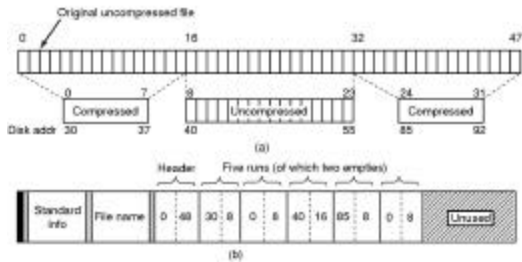 Original uncompressed file
0 16 32 47
0 7 8 23 24 31
Compressed Uncompressed Compressed
Disk addr 30 37 40 55 85 92
(a)
Header Five runs (of which two empties)
Standard info File name 0 48 30 8 0 8 40 16 85 8 0 8 Unused
(b)